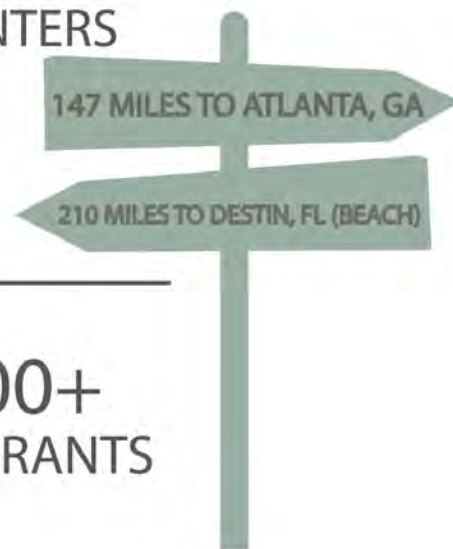 NTERS
147 MILES TO ATLANTA, GA
210 MILES TO DESTIN, FL (BEACH)
00+
RANTS